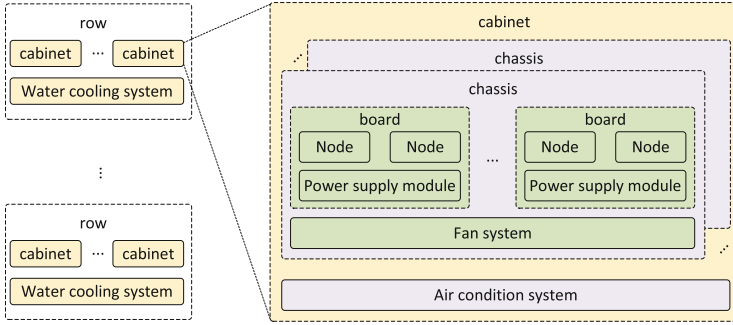 row
cabinet ... cabinet
Water cooling system
...
row
cabinet ... cabinet
Water cooling system
cabinet
...
chassis
chassis
board
Node Node
Power supply module
...
board
Node Node
Power supply module
Fan system
...
Air condition system